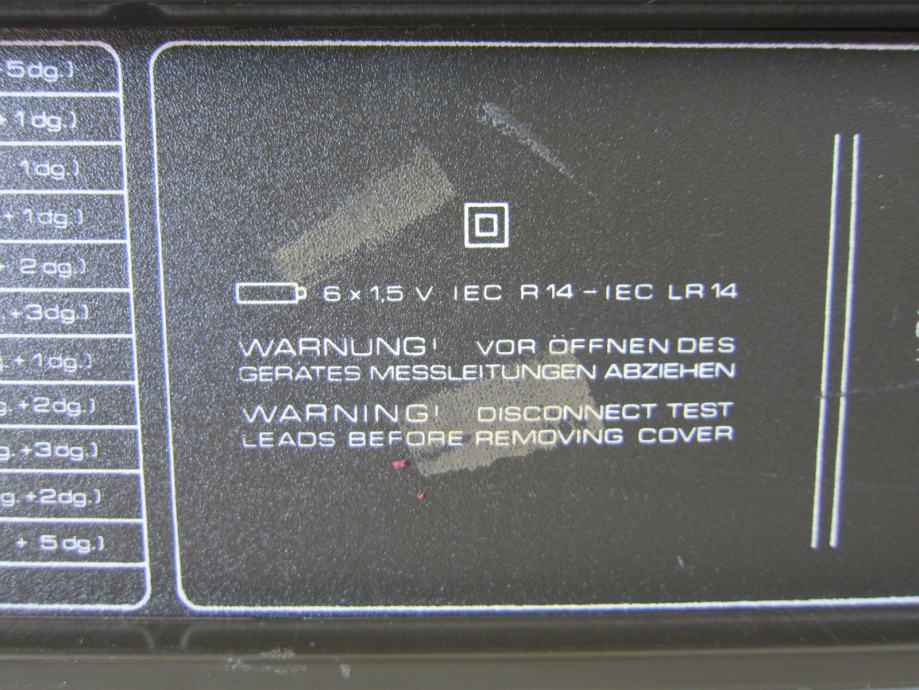 5dg.)
+1dg.)
1dg.)
+1dg.)
+ 2dg.)
+3dg.)
g.+1dg.)
g.+2dg.)
g.+3dg.)
g.+2dg.)
+ 5dg.)
6 x 1,5 V IEC R14 – IEC LR14
WARNUNG! VOR ÖFFNEN DES
GERATES MESSLEITUNGEN ABZIEHEN
WARNING! DISCONNECT TEST
LEADS BEFORE REMOVING COVER